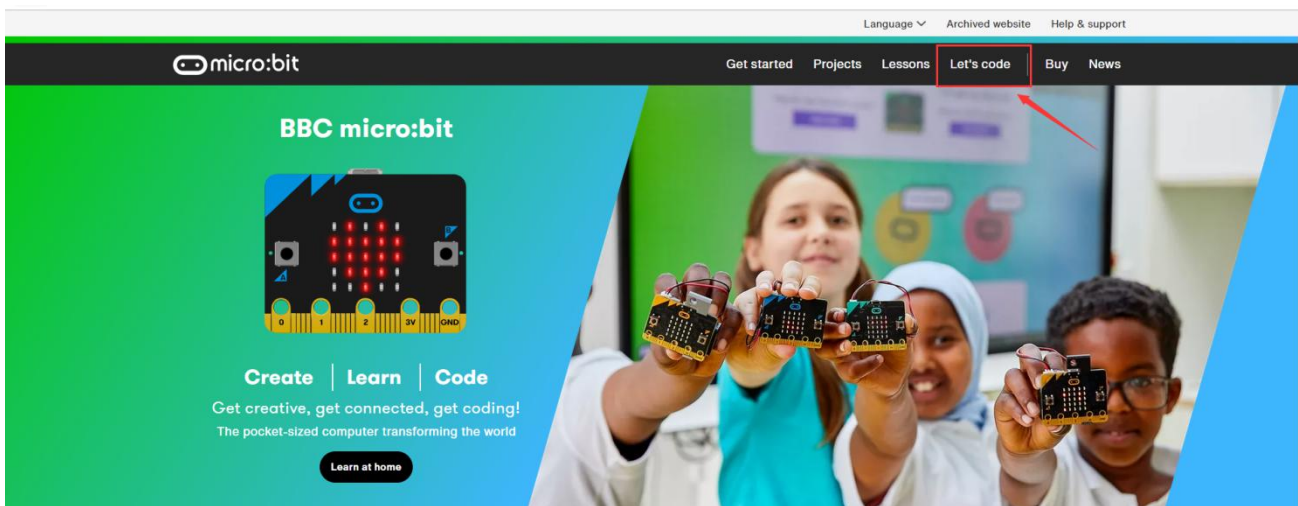 Language Archived website Help & support
micro:bit Get started Projects Lessons Let's code Buy News
BBC micro:bit
B
A
0 1 2 3V GND
Create Learn Code
Get creative, get connected, get coding!
The pocket-sized computer transforming the world
Learn at home